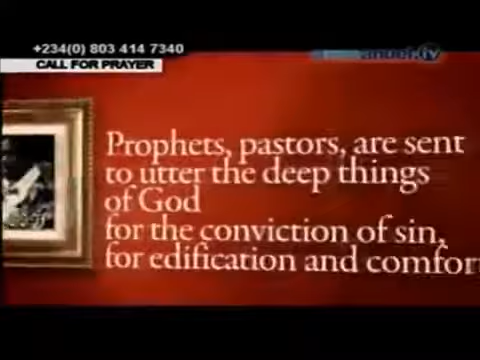 +234(0) 803 414 7340
CALL FOR PRAYER
Prophets, pastors, are sent
to utter the deep things
of God
for the conviction of sin,
for edification and comfor